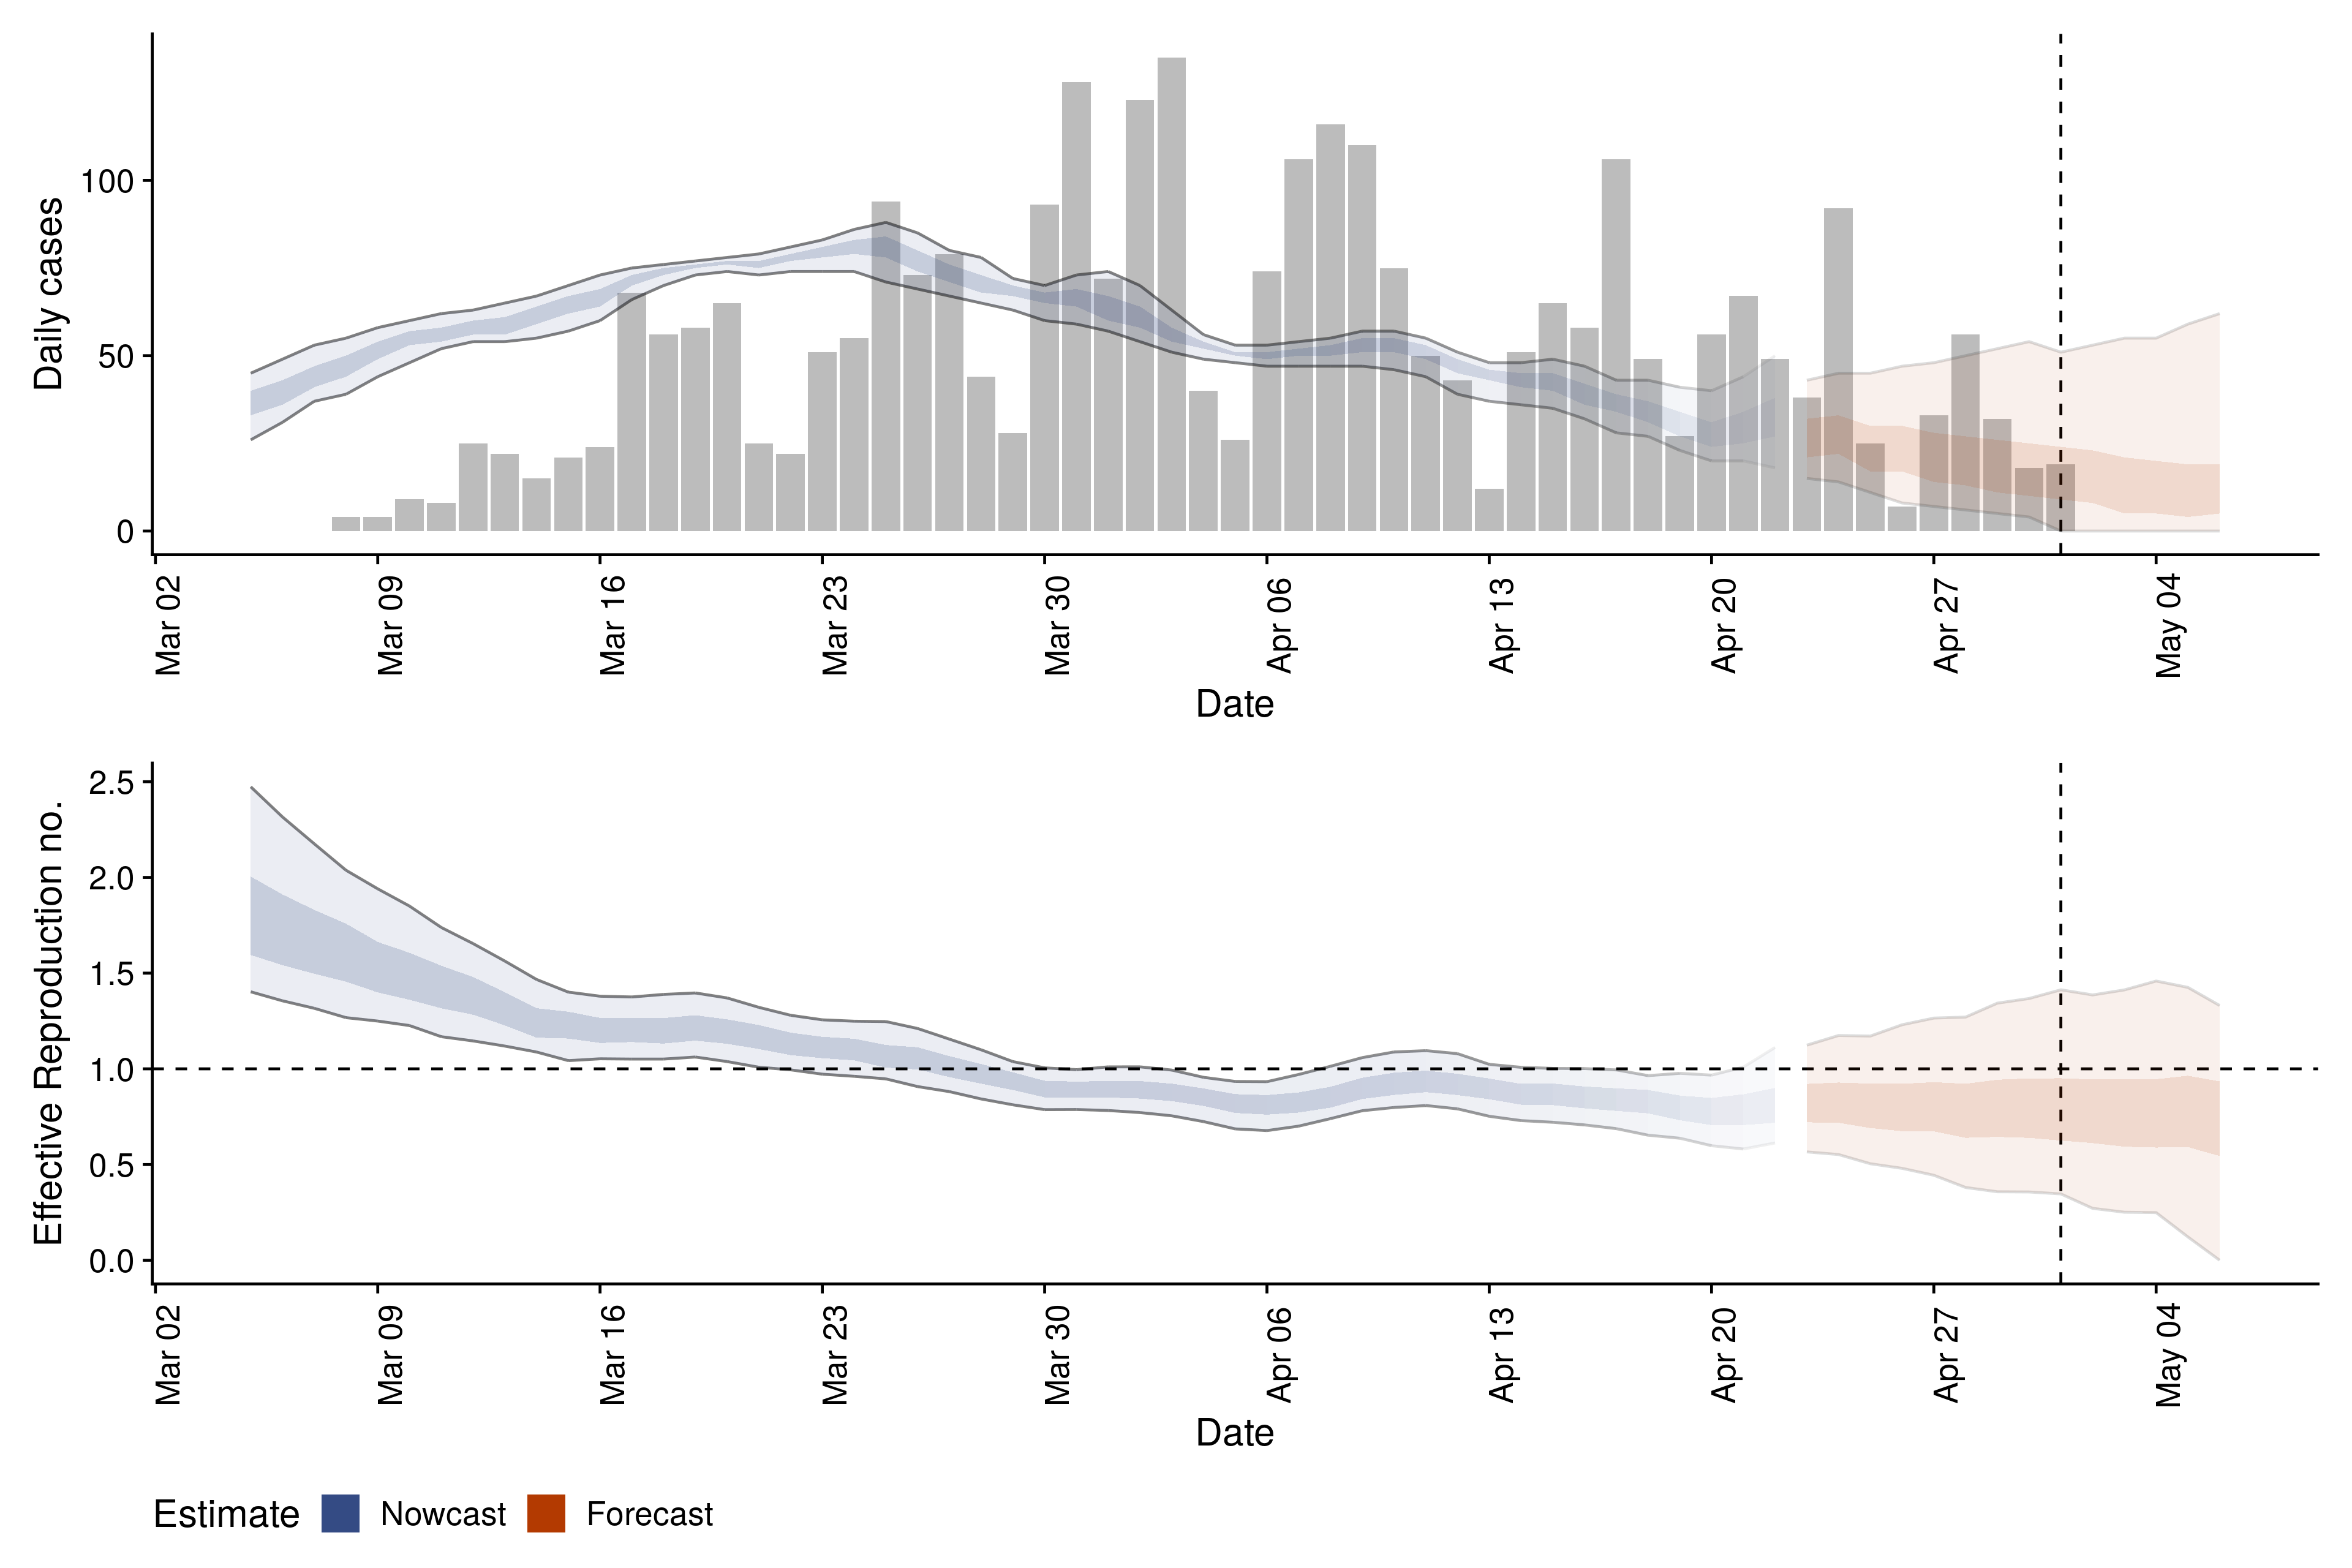 Daily cases
100
50
0
Mar 02
Mar 09
Mar 16
Mar 23
Mar 30
Apr 06
Apr 13
Apr 20
Apr 27
May 04
Date
Effective Reproduction no.
2.5
2.0
1.5
1.0
0.5
0.0
Mar 02
Mar 09
Mar 16
Mar 23
Mar 30
Apr 06
Apr 13
Apr 20
Apr 27
May 04
Date
Estimate Nowcast Forecast